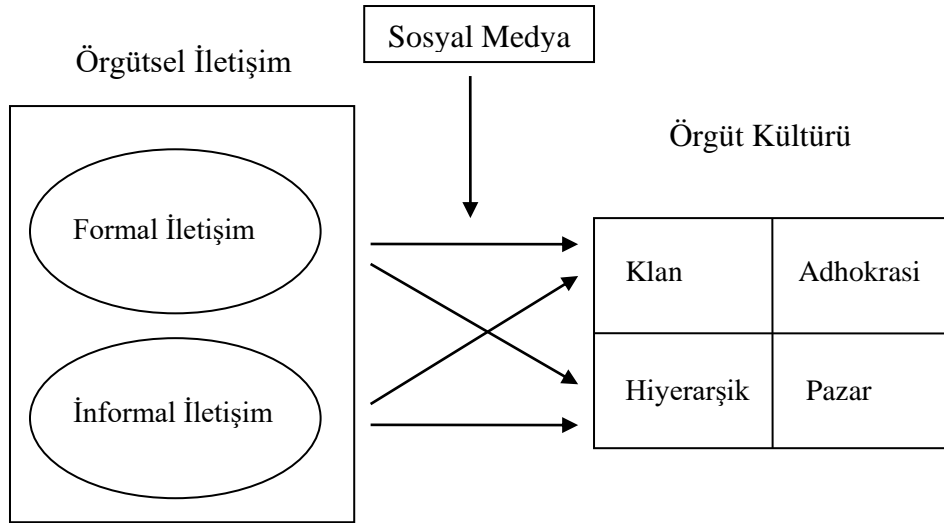 Sosyal Medya
Örgütsel İletişim
Örgüt Kültürü
Formal İletişim
Klan
Adhokrasi
İnformal İletişim
Hiyerarşik
Pazar